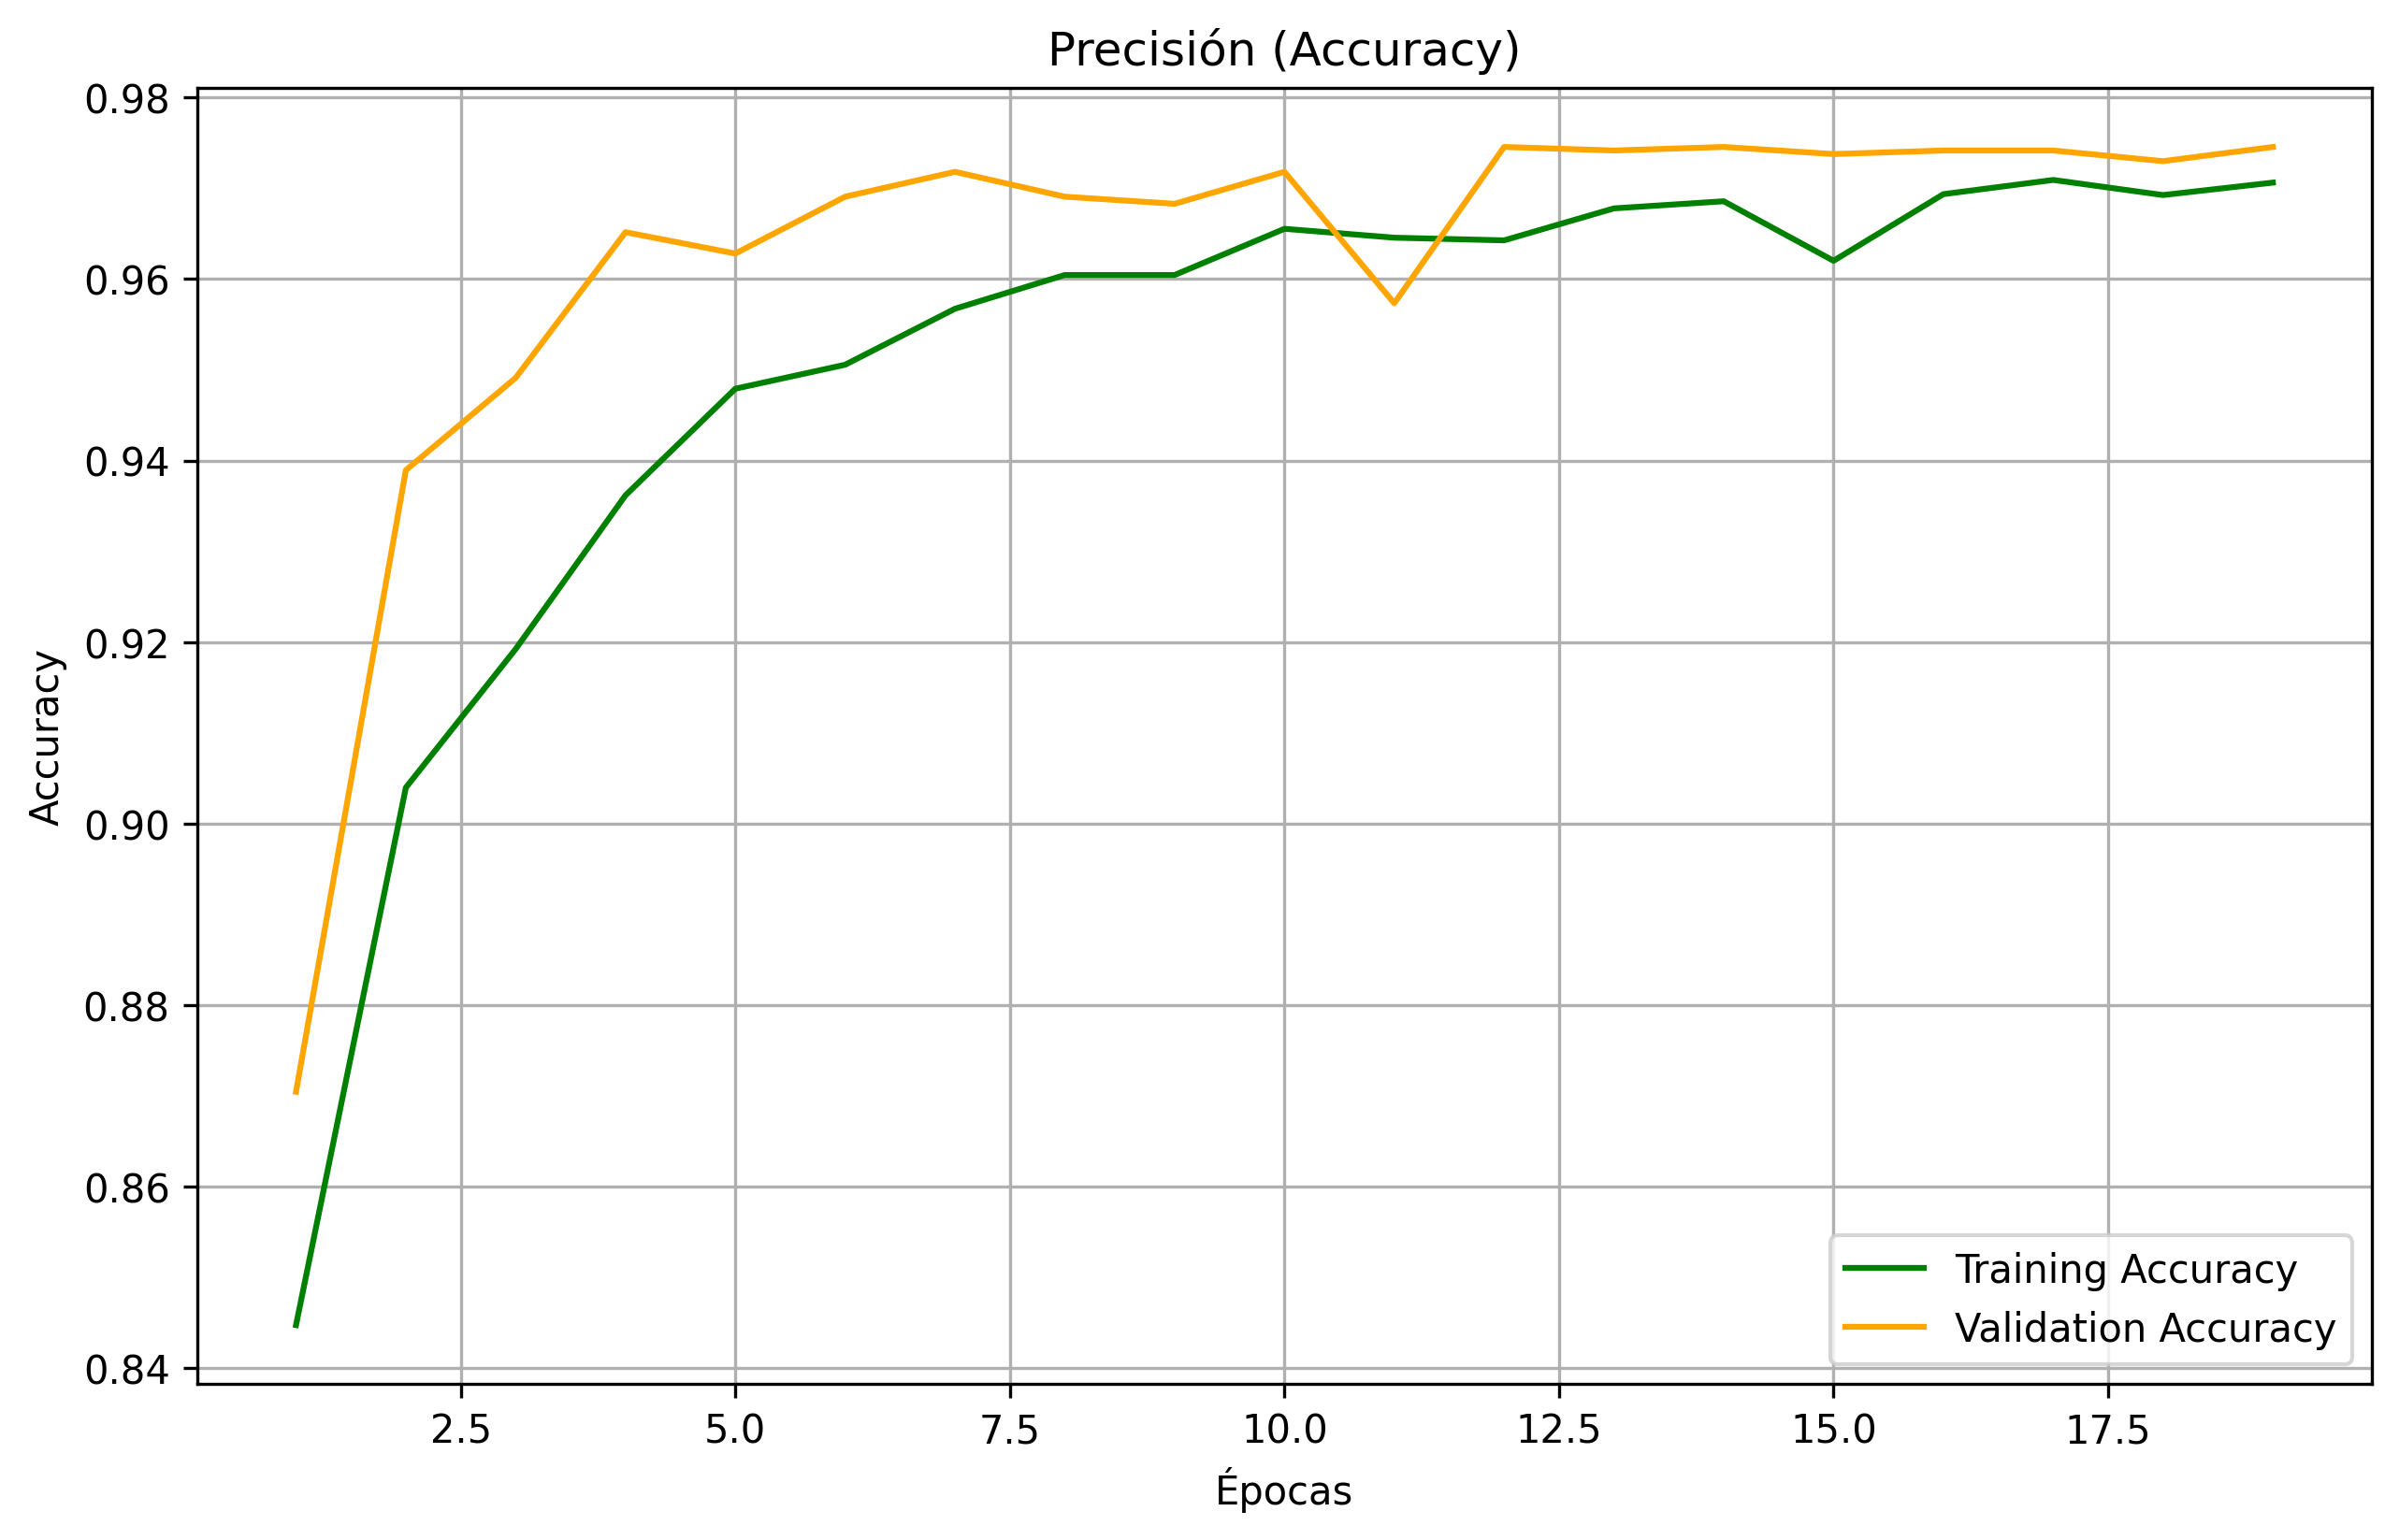 Precisión (Accuracy)
0.98
0.96
0.94
0.92
0.90
0.88
0.86
0.84
Accuracy
2.5 5.0 7.5 10.0 12.5 15.0 17.5
Épocas
Training Accuracy
Validation Accuracy